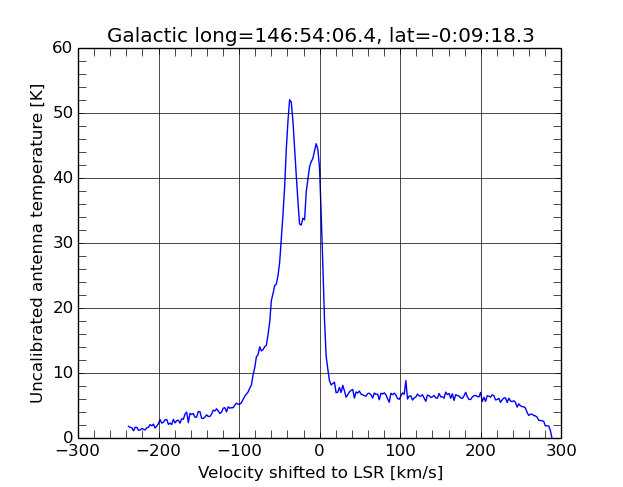 Galactic long=146:54:06.4, lat=-0:09:18.3
Uncalibrated antenna temperature [K]
60
50
40
30
20
10
0
−300 −200 −100 0 100 200 300
Velocity shifted to LSR [km/s]